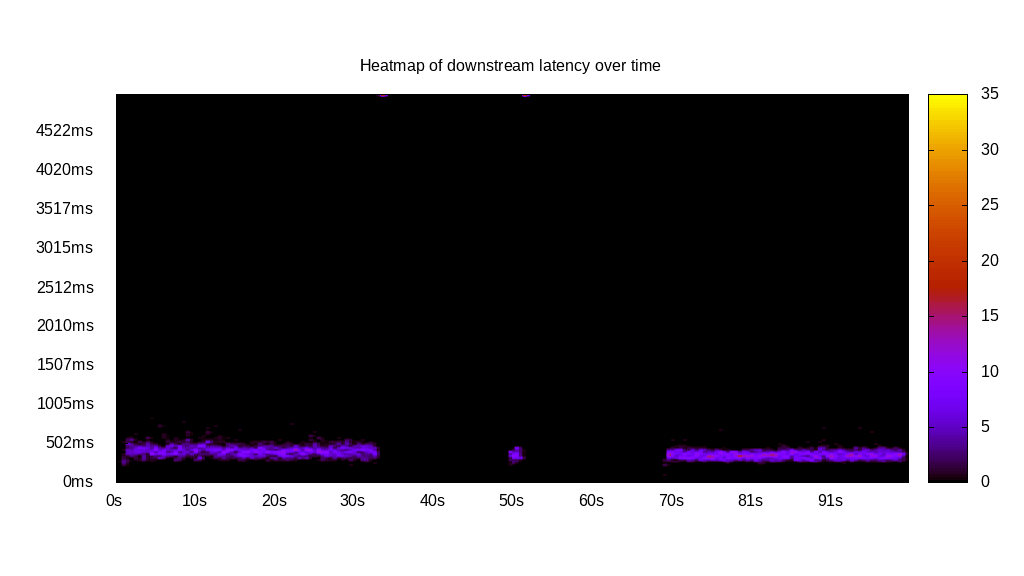 Heatmap of downstream latency over time
4522ms
4020ms
3517ms
3015ms
2512ms
2010ms
1507ms
1005ms
502ms
0ms
0s 10s 20s 30s 40s 50s 60s 70s 81s 91s
35
30
25
20
15
10
5
0